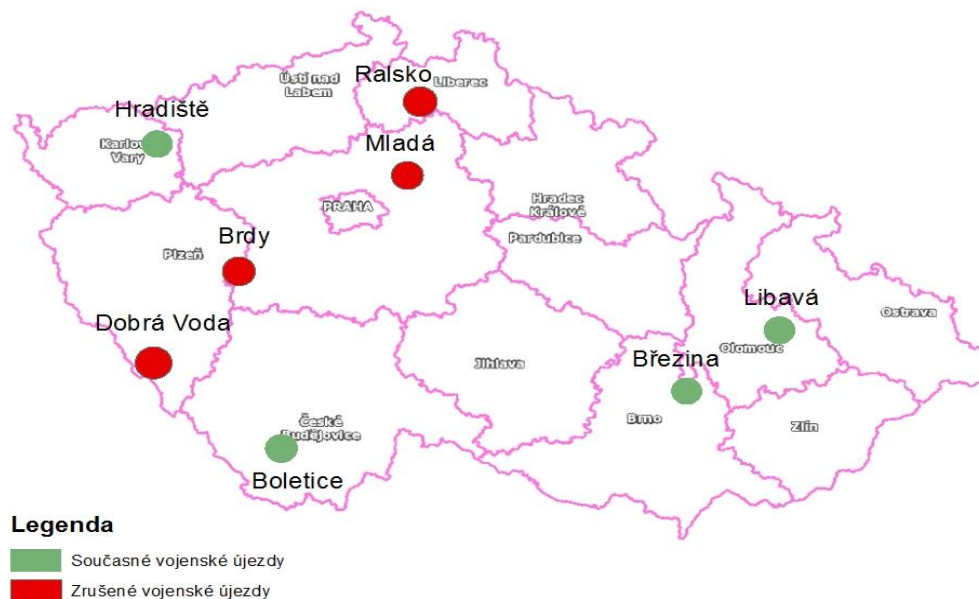 Ralsko
Ústí nad
Labem
Liberec
Hradiště
Karlovy
Vary
Mladá
PRAHA
Hradec
Králové
Pardubice
Brdy
Plzeň
Libavá
Ostrava
Dobrá Voda
Olomouc
Březina
Jihlava
Brno
Zlín
České
Budějovice
Boletice
Legenda
Současné vojenské újezdy
Zrušené vojenské újezdy